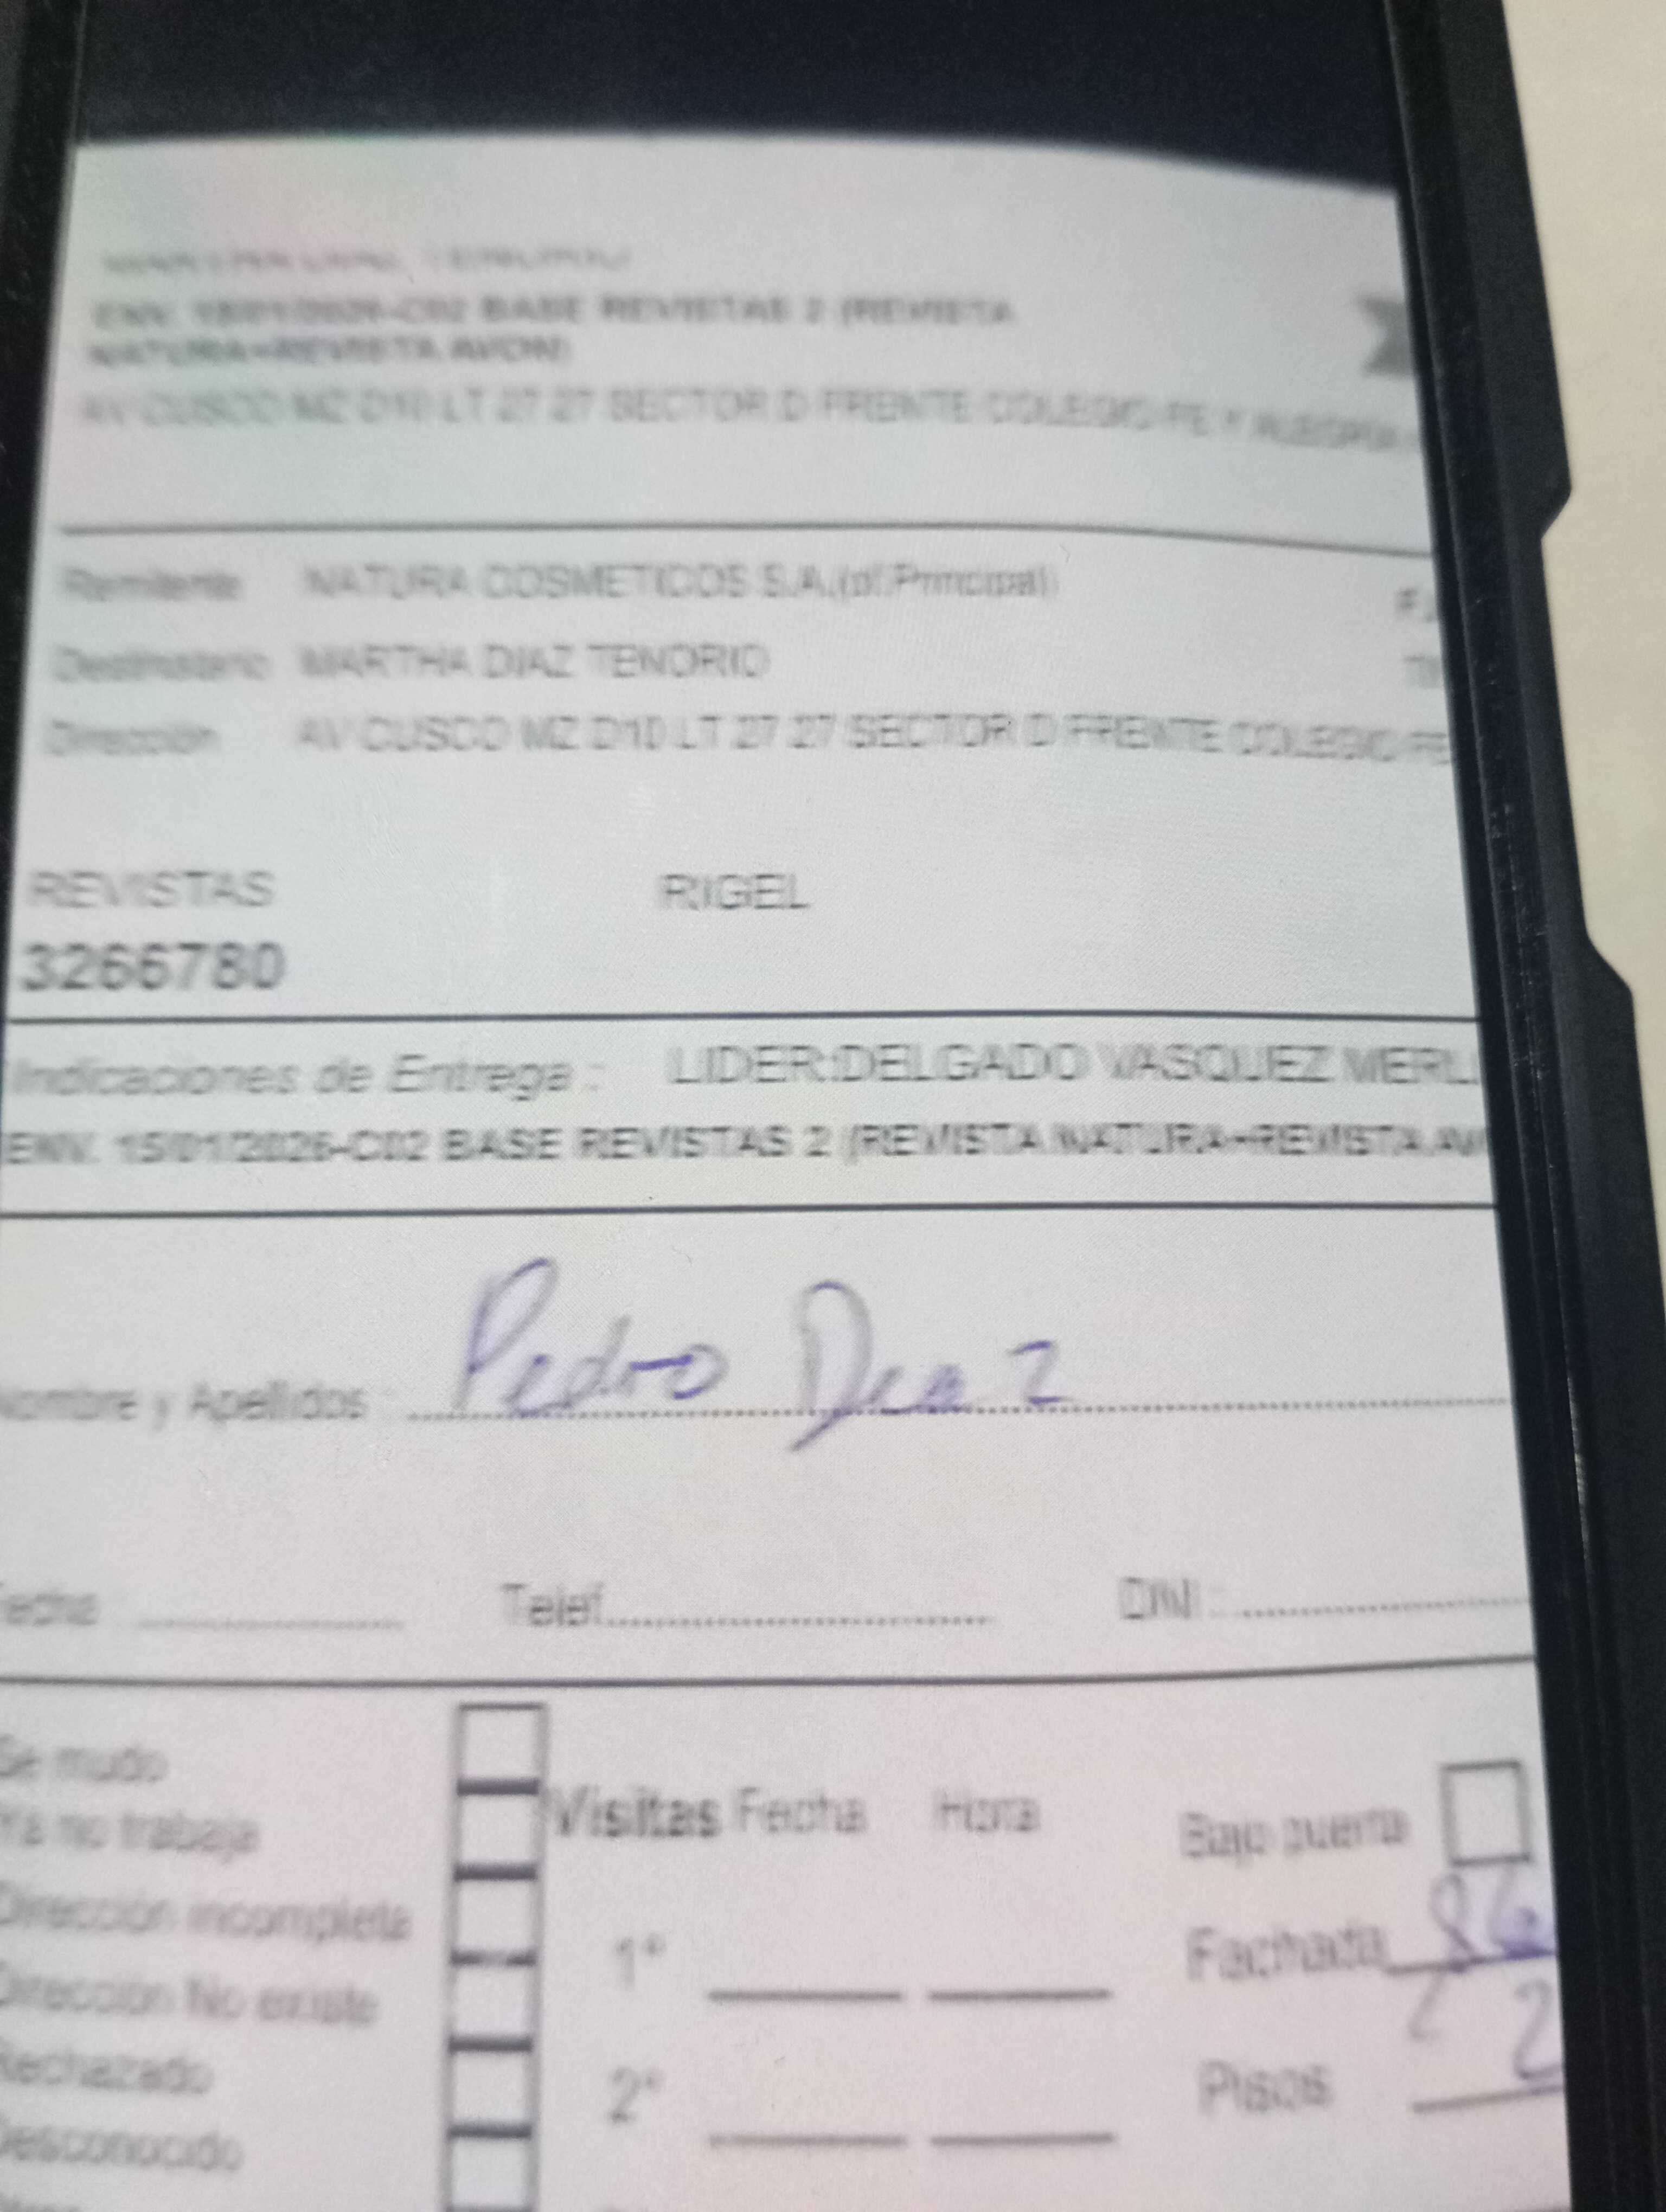 ENV. 15/01/2026-C02 BASE REVISTAS 2 (REVISTA
NATURA+REVISTA AVON)
AV CUSCO MZ D10 LT 27 27 SECTOR D FRENTE COLEGIO FE Y ALEGRIA
Remitente NATURA COSMETICOS S.A.(of.Principal)
Destinatario MARTHA DIAZ TENORIO
Dirección AV CUSCO MZ D10 LT 27 27 SECTOR D FRENTE COLEGIO FE
REVISTAS RIGEL
3266780
Indicaciones de Entrega : LIDER:DELGADO VASQUEZ MERLI
ENV. 15/01/2026-C02 BASE REVISTAS 2 (REVISTA NATURA+REVISTA AV
Nombre y Apellidos : Pedro Diaz
Fecha Telef. DNI :
Se mudo
Ya no trabaja
Visitas Fecha Hora Bajo puerta
Dirección incompleta
1° Fachada
Dirección No existe
Rechazado
2° Pisos 2
Desconocido